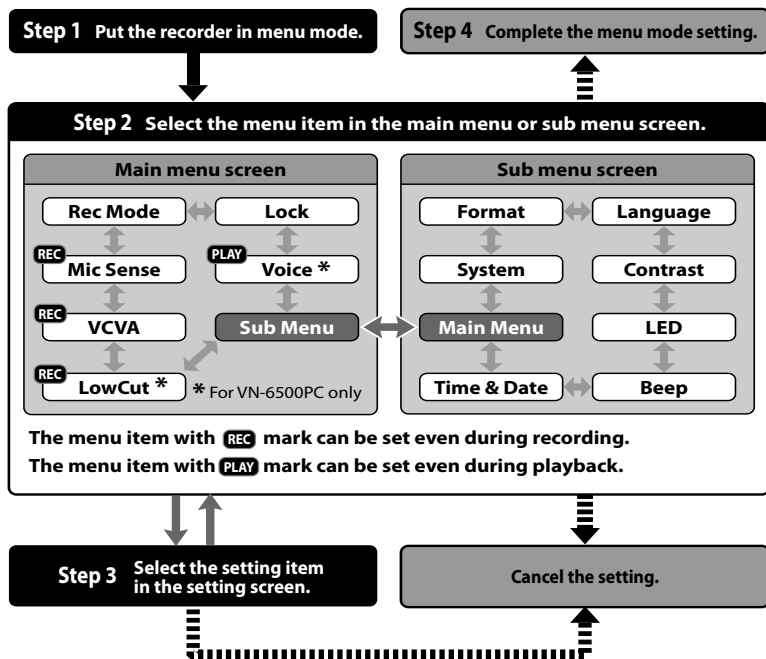 Step 1 Put the recorder in menu mode.
Step 4 Complete the menu mode setting.
Step 2 Select the menu item in the main menu or sub menu screen.
Main menu screen
Rec Mode
Lock
REC
Mic Sense
PLAY
Voice *
REC
VCVA
Sub Menu
REC
LowCut *
* For VN-6500PC only
Sub menu screen
Format
Language
System
Contrast
Main Menu
LED
Time & Date
Beep
The menu item with REC mark can be set even during recording.
The menu item with PLAY mark can be set even during playback.
Step 3 Select the setting item
in the setting screen.
Cancel the setting.